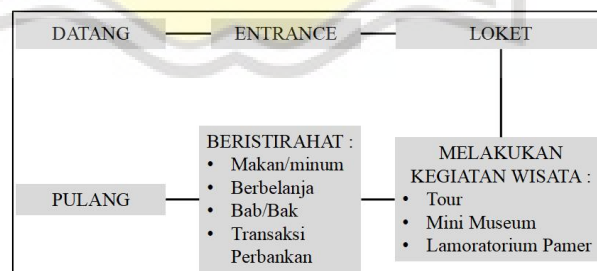 DATANG
ENTRANCE
LOKET
BERISTIRAHAT :
• Makan/minum
• Berbelanja
• Bab/Bak
• Transaksi
Perbankan
MELAKUKAN
KEGIATAN WISATA :
• Tour
• Mini Museum
• Lamoratorium Pamer
PULANG